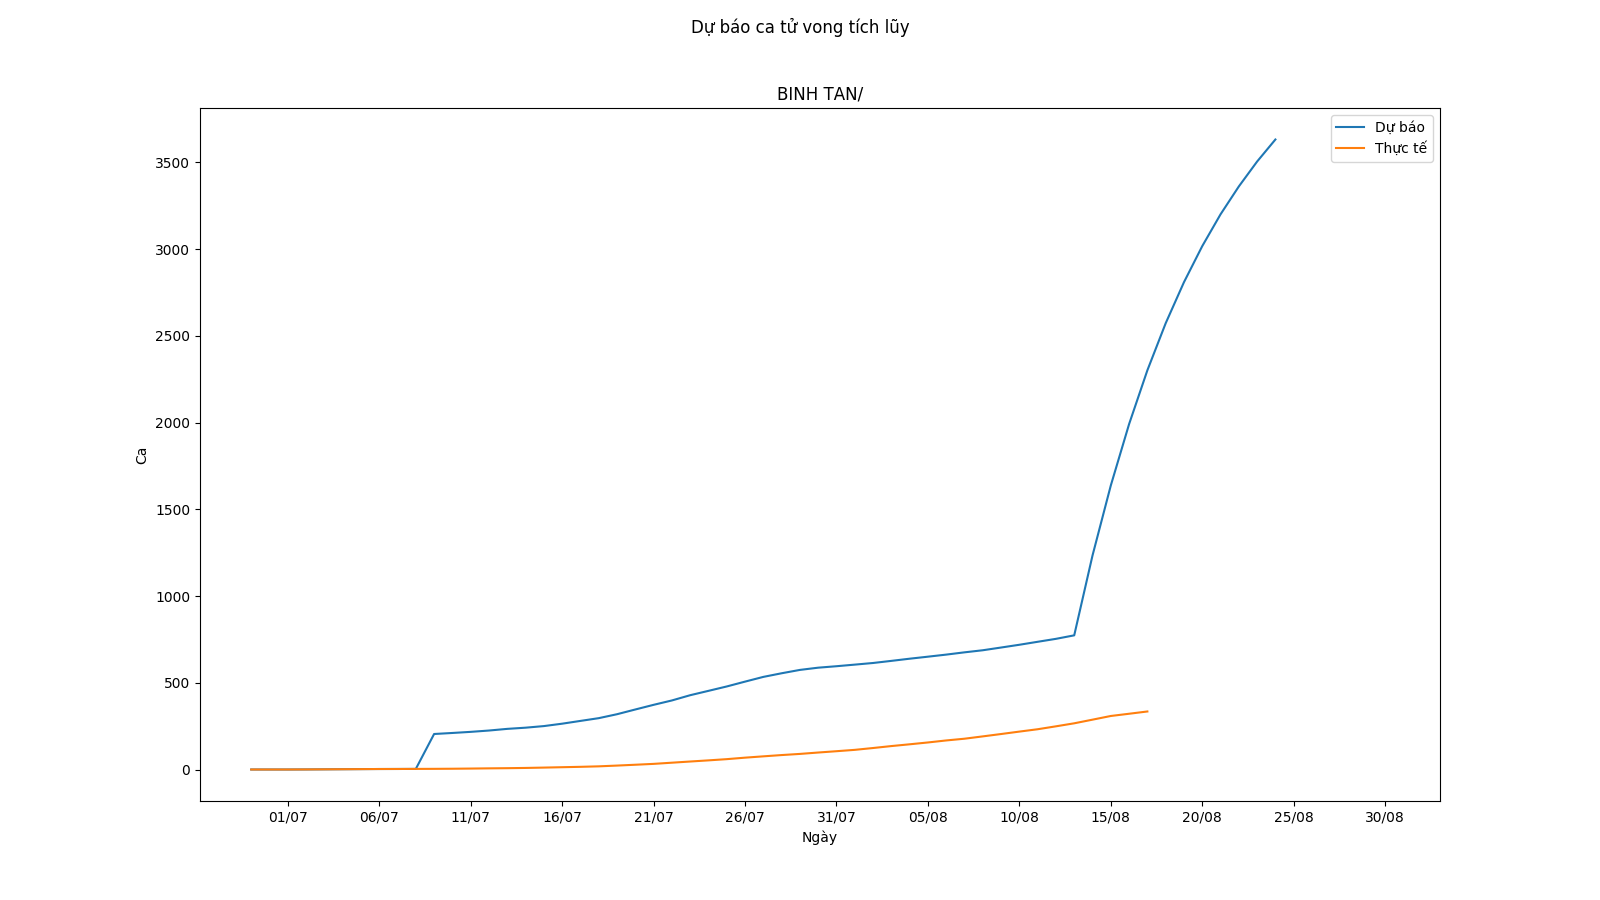 Dự báo ca tử vong tích lũy
BINH TAN/
Dự báo
Thực tế
3500
3000
2500
2000
1500
1000
500
0
Ca
01/07 06/07 11/07 16/07 21/07 26/07 31/07 05/08 10/08 15/08 20/08 25/08 30/08
Ngày